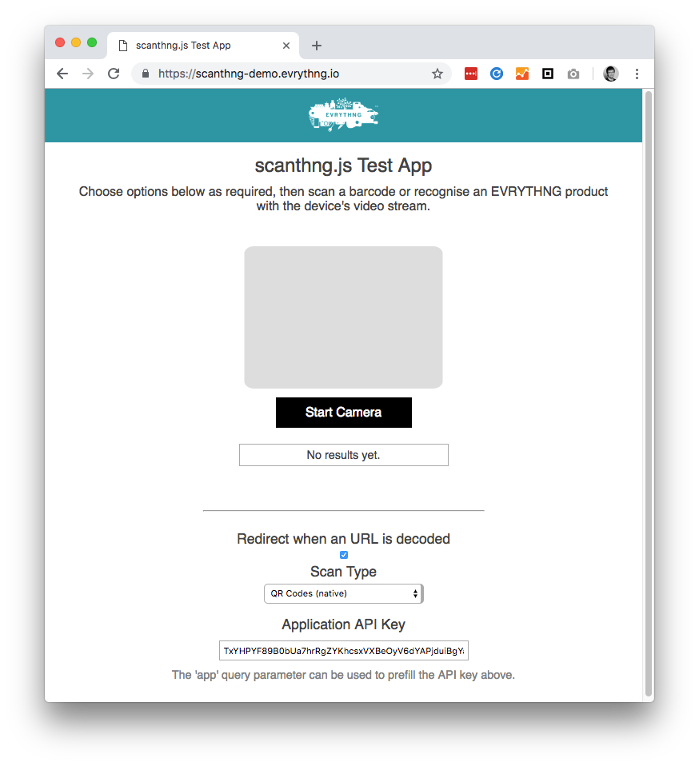 scanthng.js Test App
https://scanthng-demo.evrythng.io
EVRYTHNG
scanthng.js Test App
Choose options below as required, then scan a barcode or recognise an EVRYTHNG product
with the device's video stream.
Start Camera
No results yet.
Redirect when an URL is decoded
Scan Type
QR Codes (native)
Application API Key
The 'app' query parameter can be used to prefill the API key above.